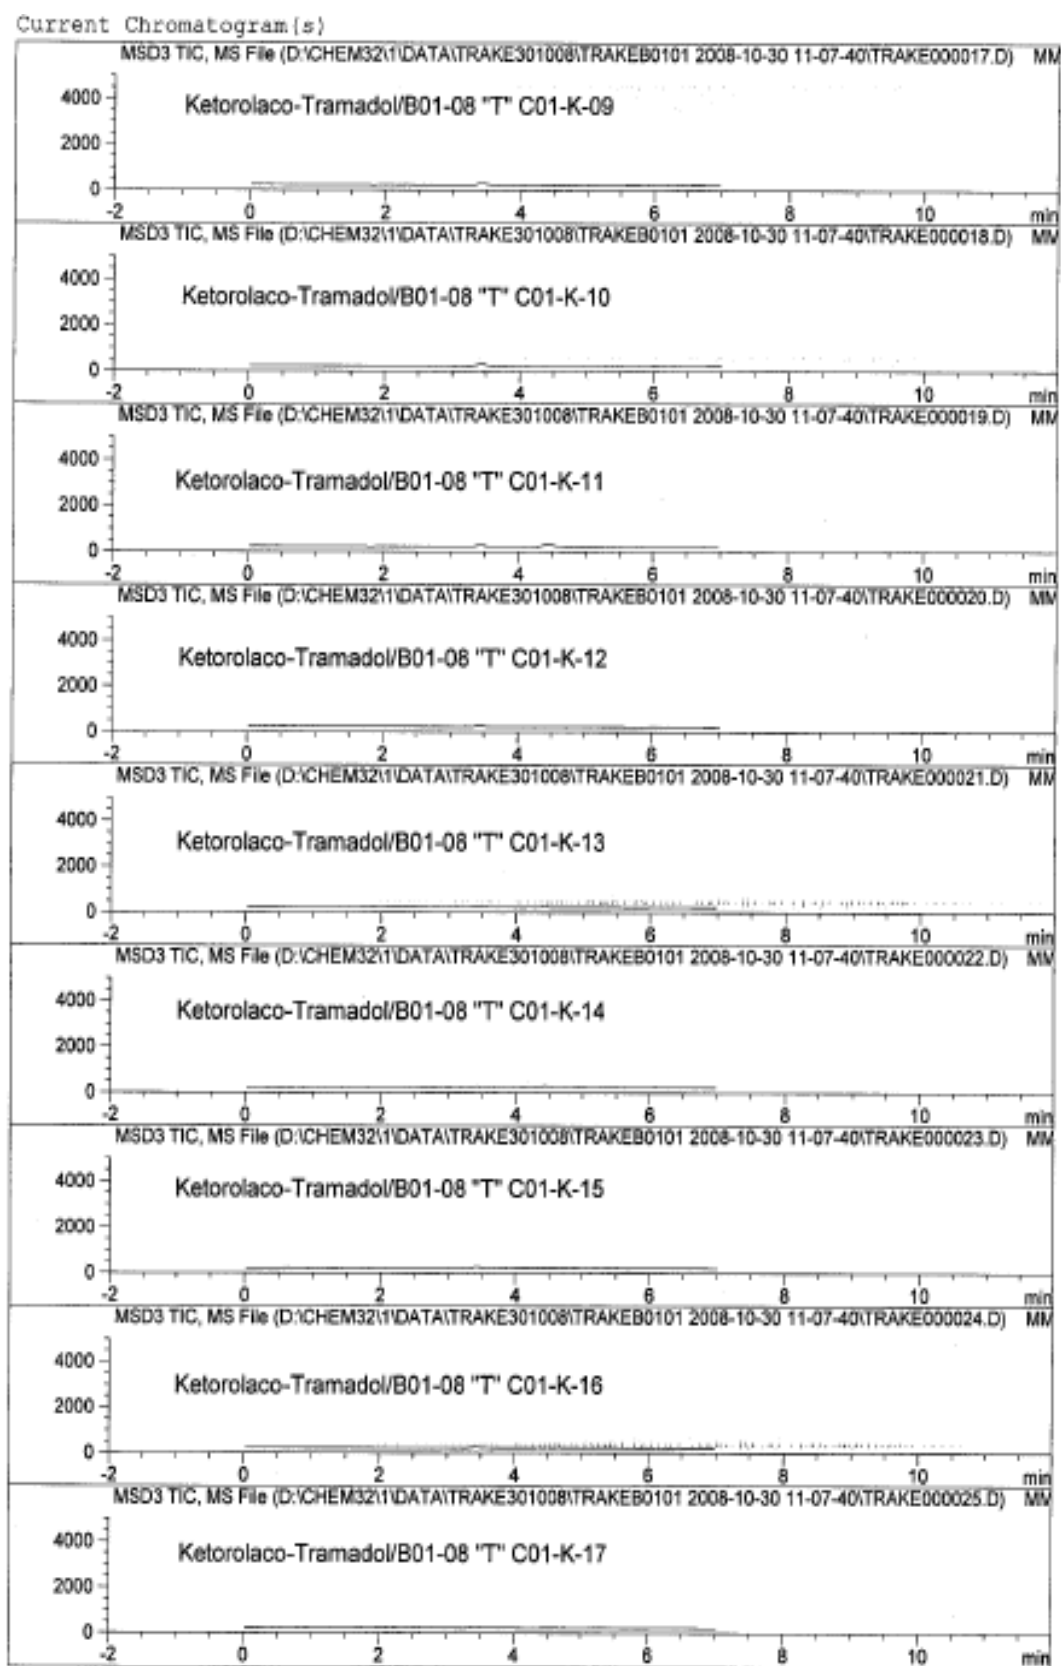 Current Chromatogram(s)
MSD3 TIC, MS File (D:\CHEM32\1\DATA\TRAKE301008\TRAKEB0101 2008-10-30 11-07-40\TRAKE000017.D) MM
4000
Ketorolaco-Tramadol/B01-08 "T" C01-K-09
2000
0
-2 0 2 4 6 8 10 min
MSD3 TIC, MS File (D:\CHEM32\1\DATA\TRAKE301008\TRAKEB0101 2008-10-30 11-07-40\TRAKE000018.D) MM
4000
Ketorolaco-Tramadol/B01-08 "T" C01-K-10
2000
0
-2 0 2 4 6 8 10 min
MSD3 TIC, MS File (D:\CHEM32\1\DATA\TRAKE301008\TRAKEB0101 2008-10-30 11-07-40\TRAKE000019.D) MM
4000
Ketorolaco-Tramadol/B01-08 "T" C01-K-11
2000
0
-2 0 2 4 6 8 10 min
MSD3 TIC, MS File (D:\CHEM32\1\DATA\TRAKE301008\TRAKEB0101 2008-10-30 11-07-40\TRAKE000020.D) MM
4000
Ketorolaco-Tramadol/B01-08 "T" C01-K-12
2000
0
-2 0 2 4 6 8 10 min
MSD3 TIC, MS File (D:\CHEM32\1\DATA\TRAKE301008\TRAKEB0101 2008-10-30 11-07-40\TRAKE000021.D) MM
4000
Ketorolaco-Tramadol/B01-08 "T" C01-K-13
2000
0
-2 0 2 4 6 8 10 min
MSD3 TIC, MS File (D:\CHEM32\1\DATA\TRAKE301008\TRAKEB0101 2008-10-30 11-07-40\TRAKE000022.D) MM
4000
Ketorolaco-Tramadol/B01-08 "T" C01-K-14
2000
0
-2 0 2 4 6 8 10 min
MSD3 TIC, MS File (D:\CHEM32\1\DATA\TRAKE301008\TRAKEB0101 2008-10-30 11-07-40\TRAKE000023.D) MM
4000
Ketorolaco-Tramadol/B01-08 "T" C01-K-15
2000
0
-2 0 2 4 6 8 10 min
MSD3 TIC, MS File (D:\CHEM32\1\DATA\TRAKE301008\TRAKEB0101 2008-10-30 11-07-40\TRAKE000024.D) MM
4000
Ketorolaco-Tramadol/B01-08 "T" C01-K-16
2000
0
-2 0 2 4 6 8 10 min
MSD3 TIC, MS File (D:\CHEM32\1\DATA\TRAKE301008\TRAKEB0101 2008-10-30 11-07-40\TRAKE000025.D) MM
4000
Ketorolaco-Tramadol/B01-08 "T" C01-K-17
2000
0
-2 0 2 4 6 8 10 min